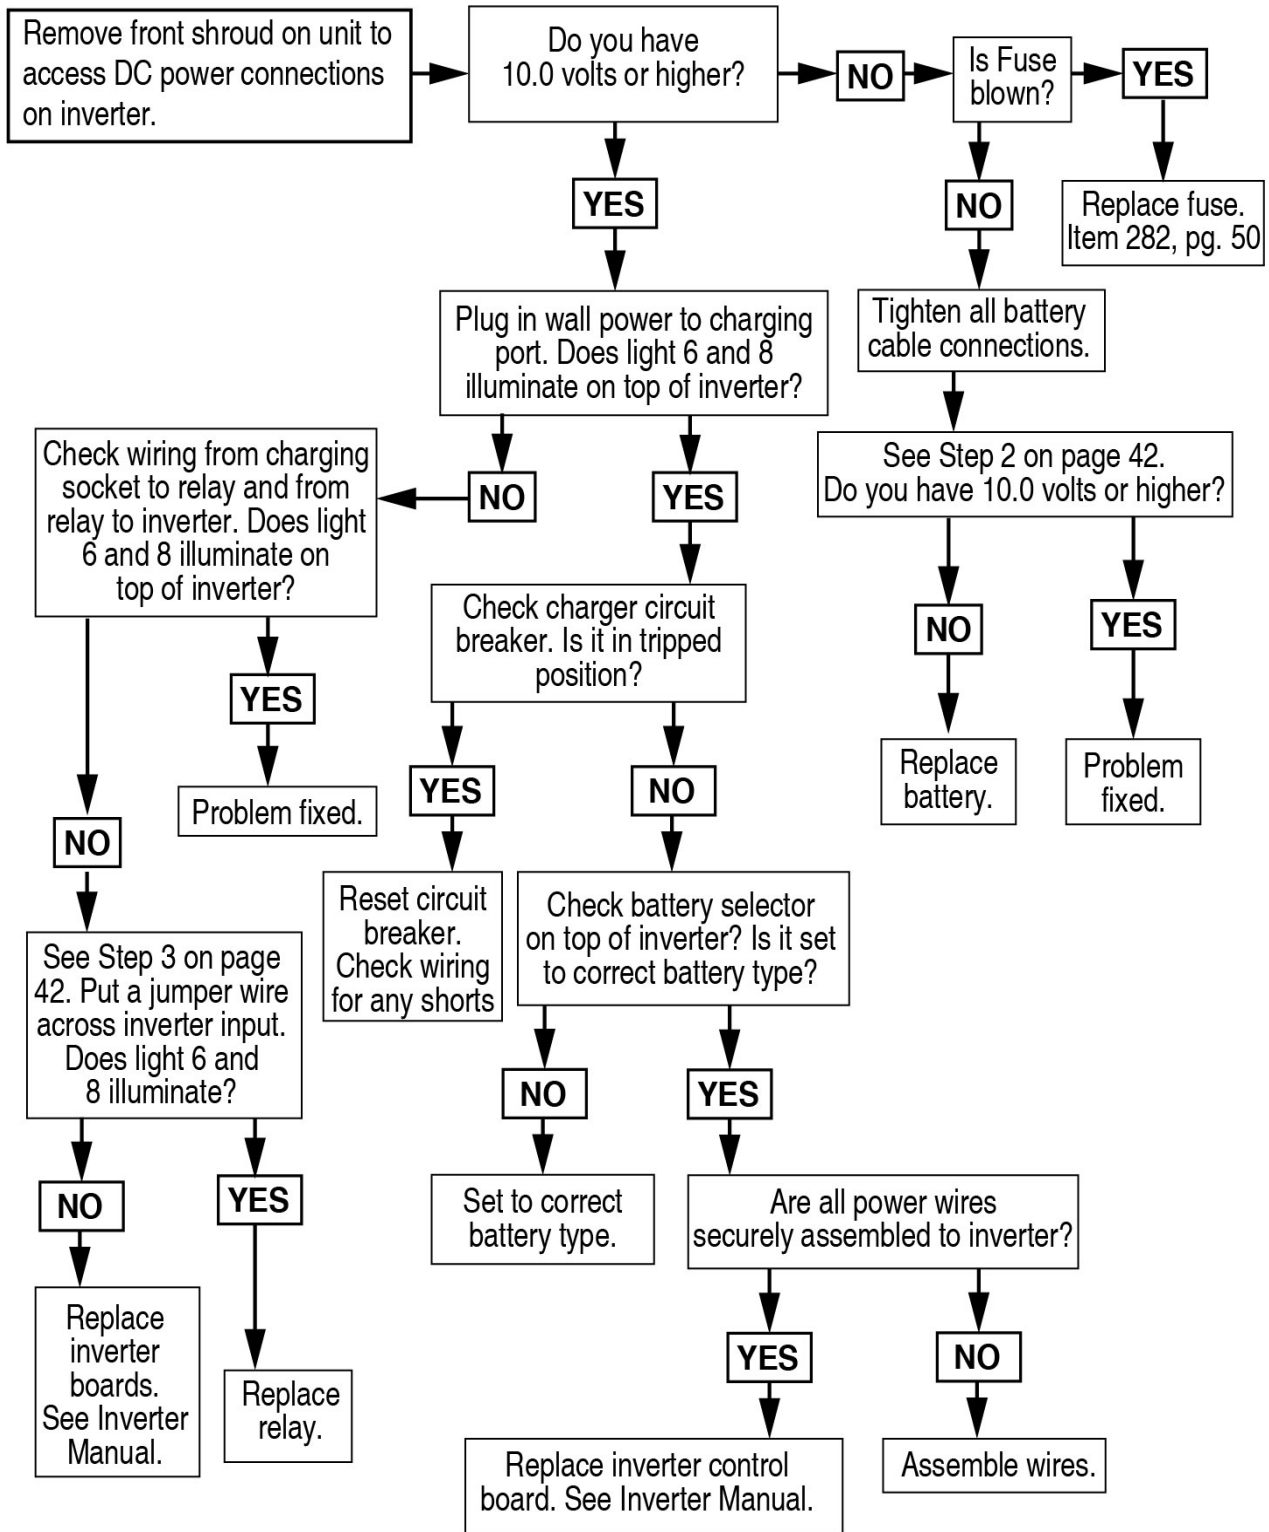 Remove front shroud on unit to
access DC power connections
on inverter.
Do you have
10.0 volts or higher?
NO
Is Fuse
blown?
YES
Replace fuse.
Item 282, pg. 50
NO
Tighten all battery
cable connections.
See Step 2 on page 42.
Do you have 10.0 volts or higher?
NO
Replace
battery.
YES
Problem
fixed.
YES
Plug in wall power to charging
port. Does light 6 and 8
illuminate on top of inverter?
NO
Check wiring from charging
socket to relay and from
relay to inverter. Does light
6 and 8 illuminate on
top of inverter?
YES
Problem fixed.
NO
See Step 3 on page
42. Put a jumper wire
across inverter input.
Does light 6 and
8 illuminate?
NO
Replace
inverter
boards.
See Inverter
Manual.
YES
Replace
relay.
YES
Check charger circuit
breaker. Is it in tripped
position?
YES
Reset circuit
breaker.
Check wiring
for any shorts
NO
Check battery selector
on top of inverter? Is it set
to correct battery type?
NO
Set to correct
battery type.
YES
Are all power wires
securely assembled to inverter?
YES
Replace inverter control
board. See Inverter Manual.
NO
Assemble wires.